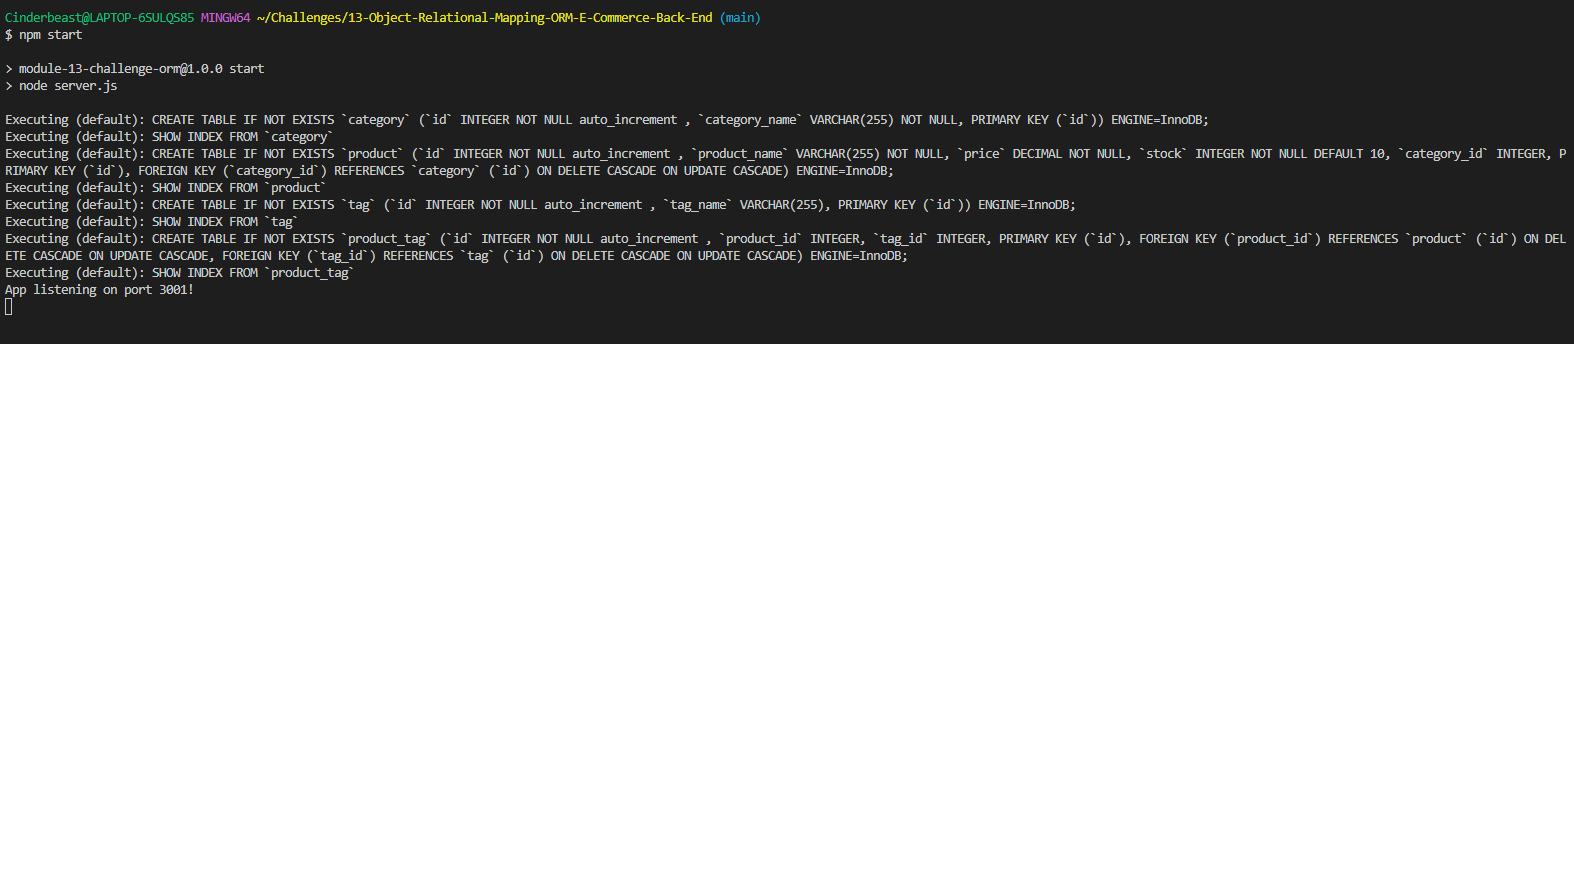 Cinderbeast@LAPTOP-6SULQS85 MINGW64 ~/Challenges/13-Object-Relational-Mapping-ORM-E-Commerce-Back-End (main)
$ npm start
> module-13-challenge-orm@1.0.0 start
> node server.js
Executing (default): CREATE TABLE IF NOT EXISTS `category` (`id` INTEGER NOT NULL auto_increment , `category_name` VARCHAR(255) NOT NULL, PRIMARY KEY (`id`)) ENGINE=InnoDB;
Executing (default): SHOW INDEX FROM `category`
Executing (default): CREATE TABLE IF NOT EXISTS `product` (`id` INTEGER NOT NULL auto_increment , `product_name` VARCHAR(255) NOT NULL, `price` DECIMAL NOT NULL, `stock` INTEGER NOT NULL DEFAULT 10, `category_id` INTEGER, P
RIMARY KEY (`id`), FOREIGN KEY (`category_id`) REFERENCES `category` (`id`) ON DELETE CASCADE ON UPDATE CASCADE) ENGINE=InnoDB;
Executing (default): SHOW INDEX FROM `product`
Executing (default): CREATE TABLE IF NOT EXISTS `tag` (`id` INTEGER NOT NULL auto_increment , `tag_name` VARCHAR(255), PRIMARY KEY (`id`)) ENGINE=InnoDB;
Executing (default): SHOW INDEX FROM `tag`
Executing (default): CREATE TABLE IF NOT EXISTS `product_tag` (`id` INTEGER NOT NULL auto_increment , `product_id` INTEGER, `tag_id` INTEGER, PRIMARY KEY (`id`), FOREIGN KEY (`product_id`) REFERENCES `product` (`id`) ON DEL
ETE CASCADE ON UPDATE CASCADE, FOREIGN KEY (`tag_id`) REFERENCES `tag` (`id`) ON DELETE CASCADE ON UPDATE CASCADE) ENGINE=InnoDB;
Executing (default): SHOW INDEX FROM `product_tag`
App listening on port 3001!